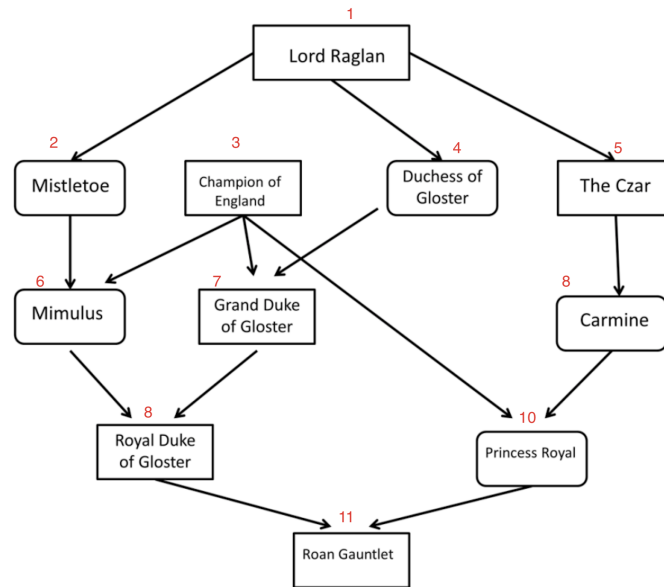 1
Lord Raglan
2
3
4
5
Mistletoe
Champion of
England
Duchess of
Gloster
The Czar
6
7
8
Mimulus
Grand Duke
of Gloster
Carmine
8
10
Royal Duke
of Gloster
Princess Royal
11
Roan Gauntlet